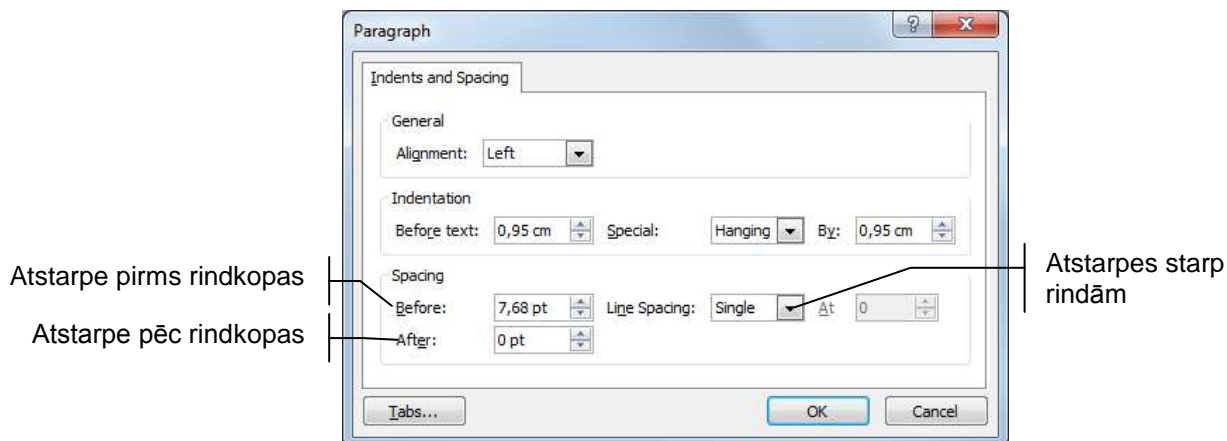 Paragraph
Indents and Spacing
General
Alignment: Left
Indentation
Before text: 0,95 cm Special: Hanging By: 0,95 cm
Spacing
Atstarpe pirms rindkopas
Before: 7,68 pt Line Spacing: Single At 0
Atstarpes starp
rindām
Atstarpe pēc rindkopas
After: 0 pt
Tabs... OK Cancel